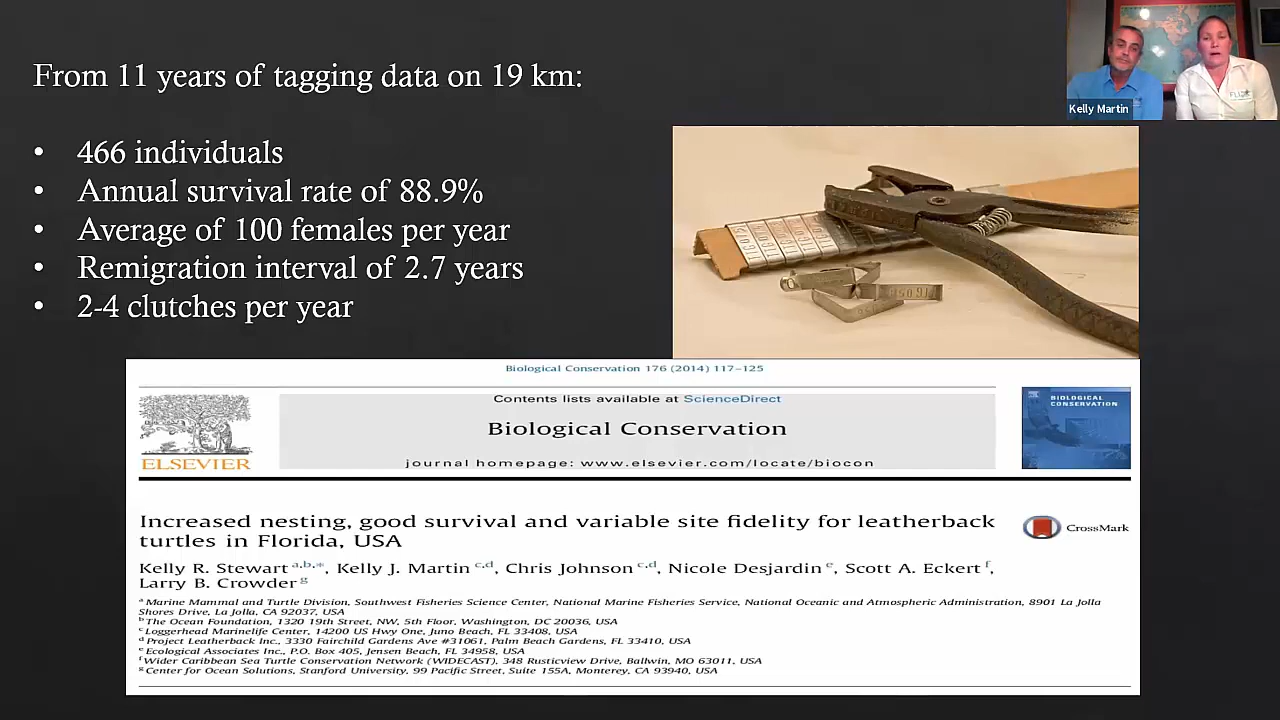 From 11 years of tagging data on 19 km:
• 466 individuals
• Annual survival rate of 88.9%
• Average of 100 females per year
• Remigration interval of 2.7 years
• 2-4 clutches per year
Kelly Martin
Biological Conservation 176 (2014) 117–125
Contents lists available at ScienceDirect
Biological Conservation
journal homepage: www.elsevier.com/locate/biocon
ELSEVIER
BIOLOGICAL
CONSERVATION
Increased nesting, good survival and variable site fidelity for leatherback
turtles in Florida, USA
CrossMark
Kelly R. Stewart a,b,*, Kelly J. Martin c,d, Chris Johnson c,d, Nicole Desjardin e, Scott A. Eckert f,
Larry B. Crowder g
a Marine Mammal and Turtle Division, Southwest Fisheries Science Center, National Marine Fisheries Service, National Oceanic and Atmospheric Administration, 8901 La Jolla
Shores Drive, La Jolla, CA 92037, USA
b The Ocean Foundation, 1320 19th Street, NW, 5th Floor, Washington, DC 20036, USA
c Loggerhead Marinelife Center, 14200 US Hwy One, Juno Beach, FL 33408, USA
d Project Leatherback Inc., 3330 Fairchild Gardens Ave #31061, Palm Beach Gardens, FL 33410, USA
e Ecological Associates Inc., P.O. Box 405, Jensen Beach, FL 34958, USA
f Wider Caribbean Sea Turtle Conservation Network (WIDECAST), 348 Rusticview Drive, Ballwin, MO 63011, USA
g Center for Ocean Solutions, Stanford University, 99 Pacific Street, Suite 155A, Monterey, CA 93940, USA